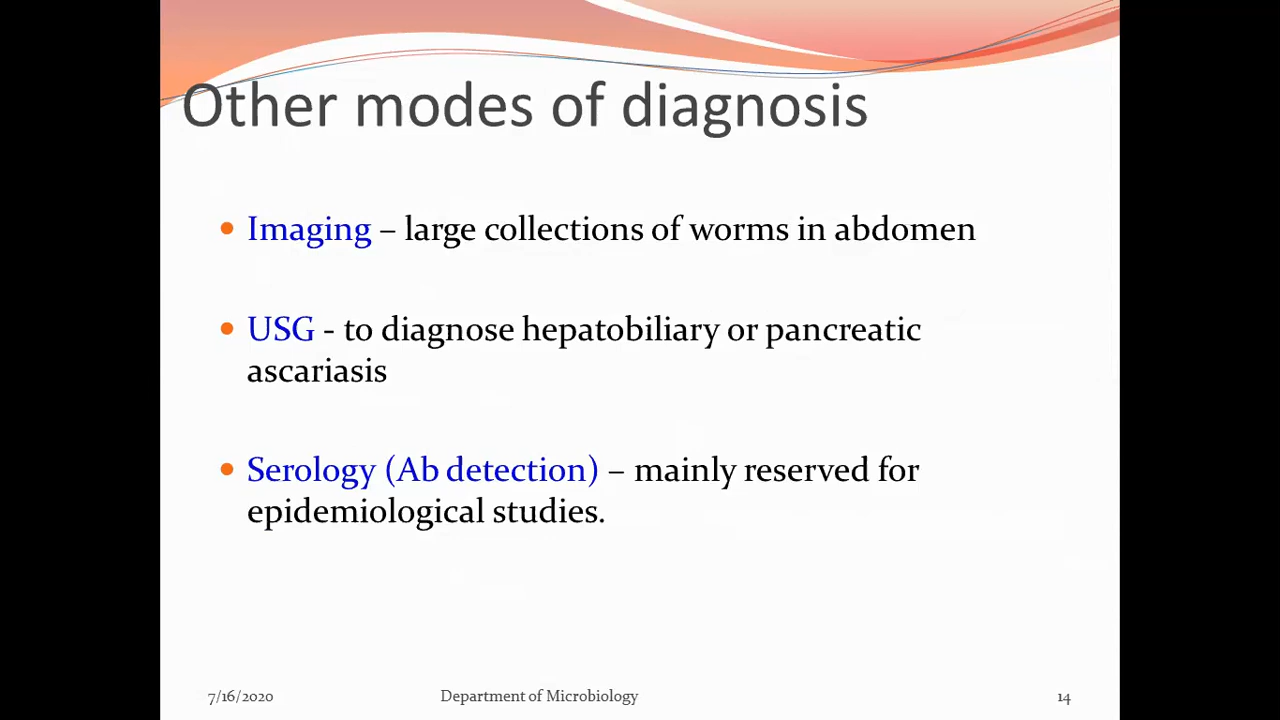 Other modes of diagnosis
• Imaging – large collections of worms in abdomen
• USG - to diagnose hepatobiliary or pancreatic
ascariasis
• Serology (Ab detection) – mainly reserved for
epidemiological studies.
7/16/2020 Department of Microbiology 14